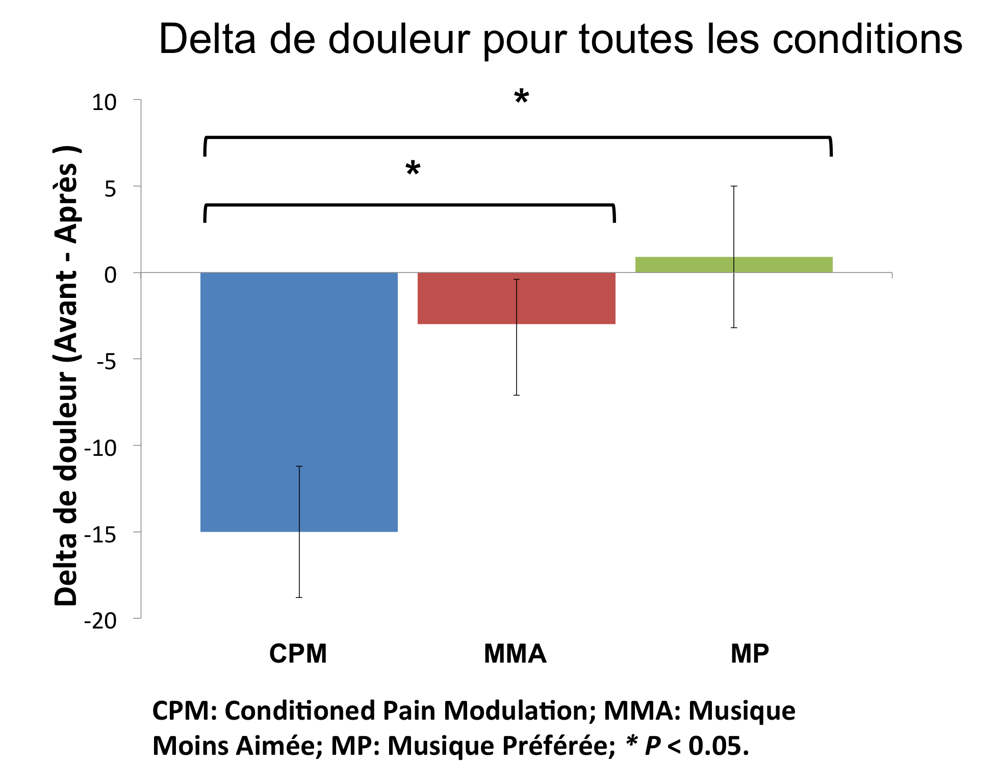 Delta de douleur pour toutes les conditions
*
*
Delta de douleur (Avant - Après )
10
5
0
-5
-10
-15
-20
CPM MMA MP
CPM: Conditioned Pain Modulation; MMA: Musique
Moins Aimée; MP: Musique Préférée; * P < 0.05.